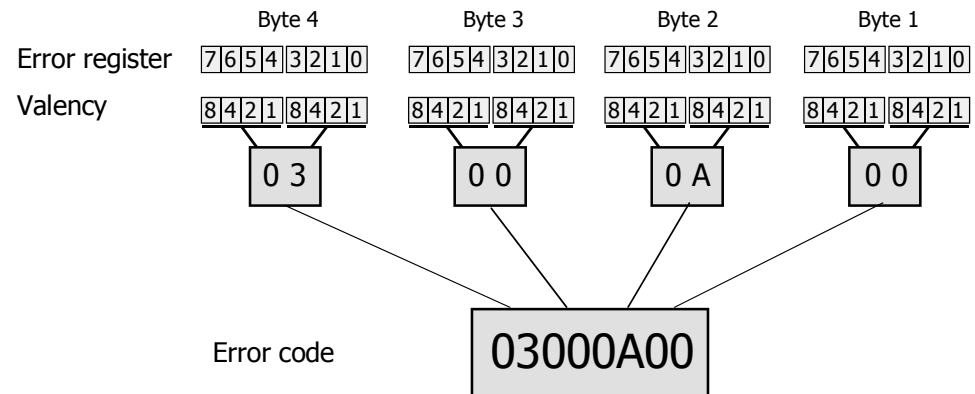 Byte 4 Byte 3 Byte 2 Byte 1
Error register 7 6 5 4 3 2 1 0 7 6 5 4 3 2 1 0 7 6 5 4 3 2 1 0 7 6 5 4 3 2 1 0
Valency 8 4 2 1 8 4 2 1 8 4 2 1 8 4 2 1 8 4 2 1 8 4 2 1 8 4 2 1 8 4 2 1
0 3 0 0 0 A 0 0
Error code 03000A00